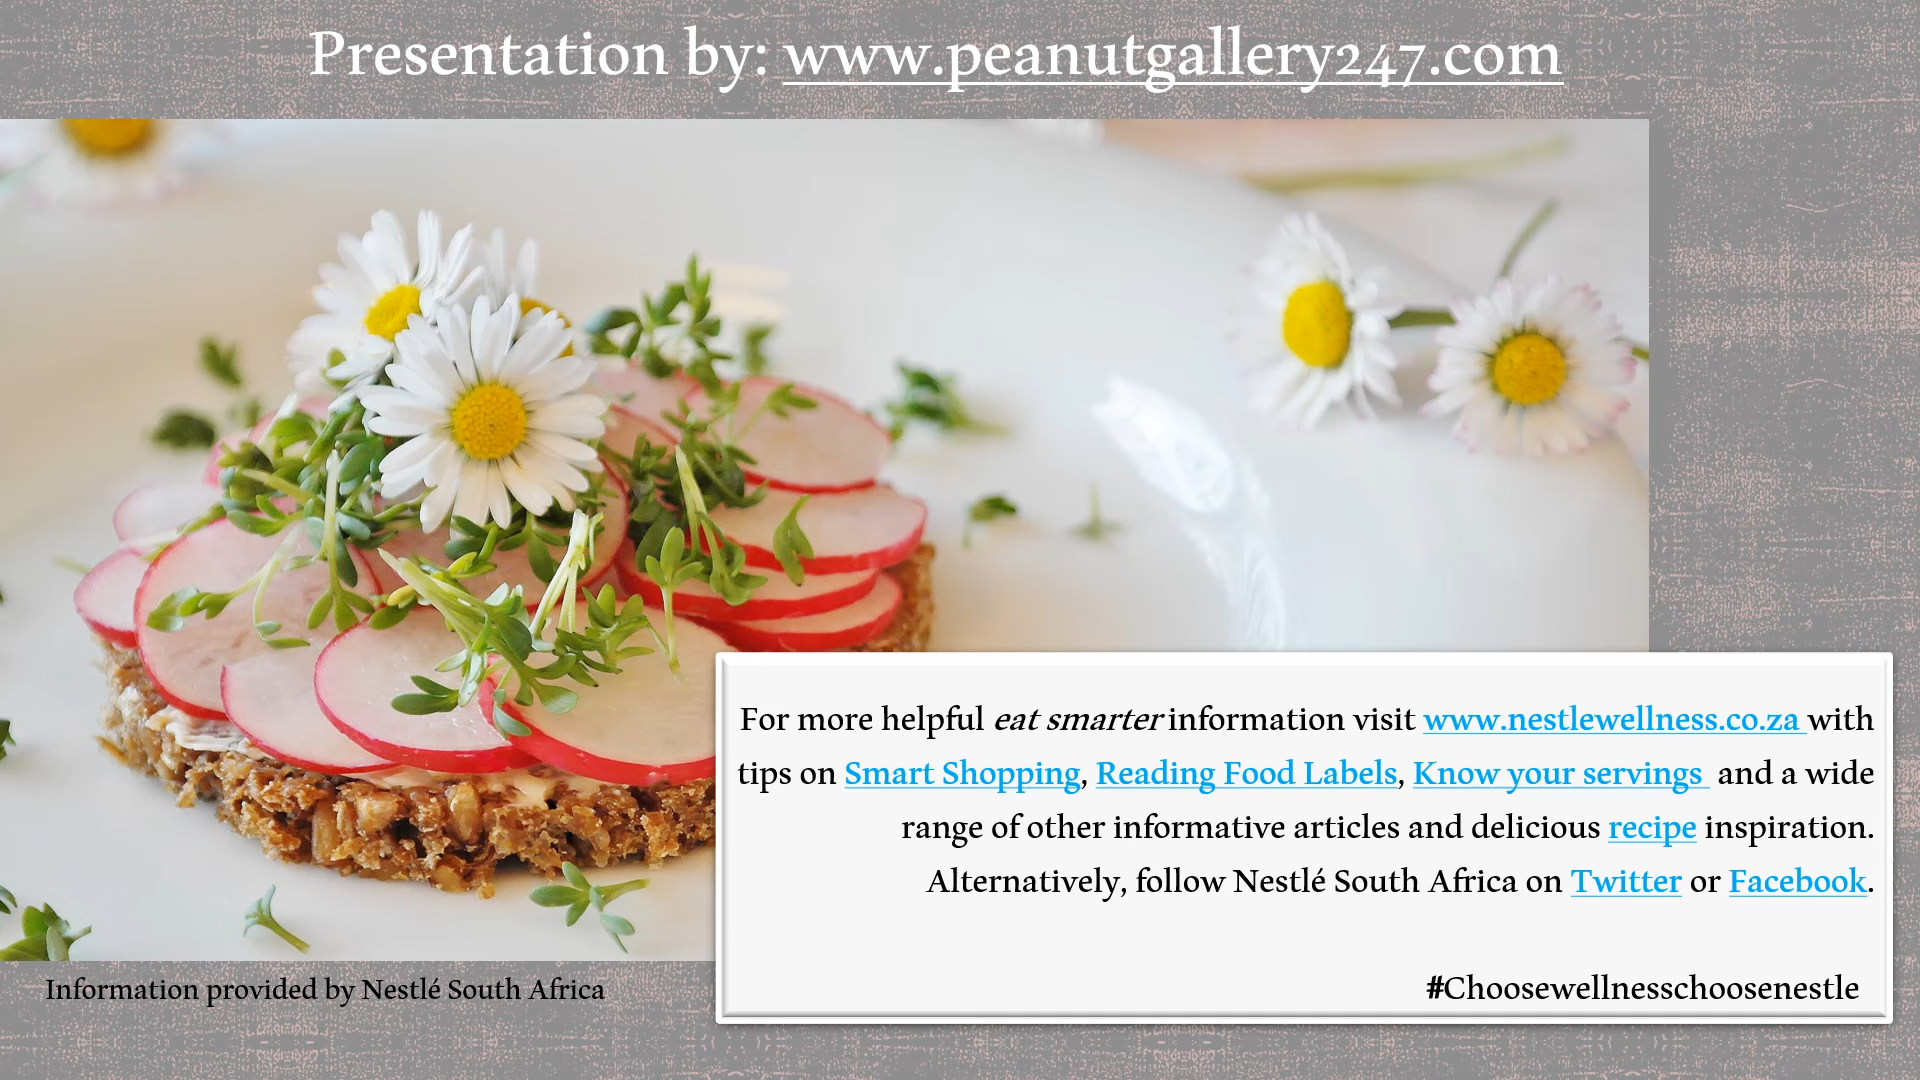 Presentation by: www.peanutgallery247.com
For more helpful eat smarter information visit www.nestlewellness.co.za with
tips on Smart Shopping, Reading Food Labels, Know your servings and a wide
range of other informative articles and delicious recipe inspiration.
Alternatively, follow Nestlé South Africa on Twitter or Facebook.
#Choosewellnesschoosenestle
Information provided by Nestlé South Africa